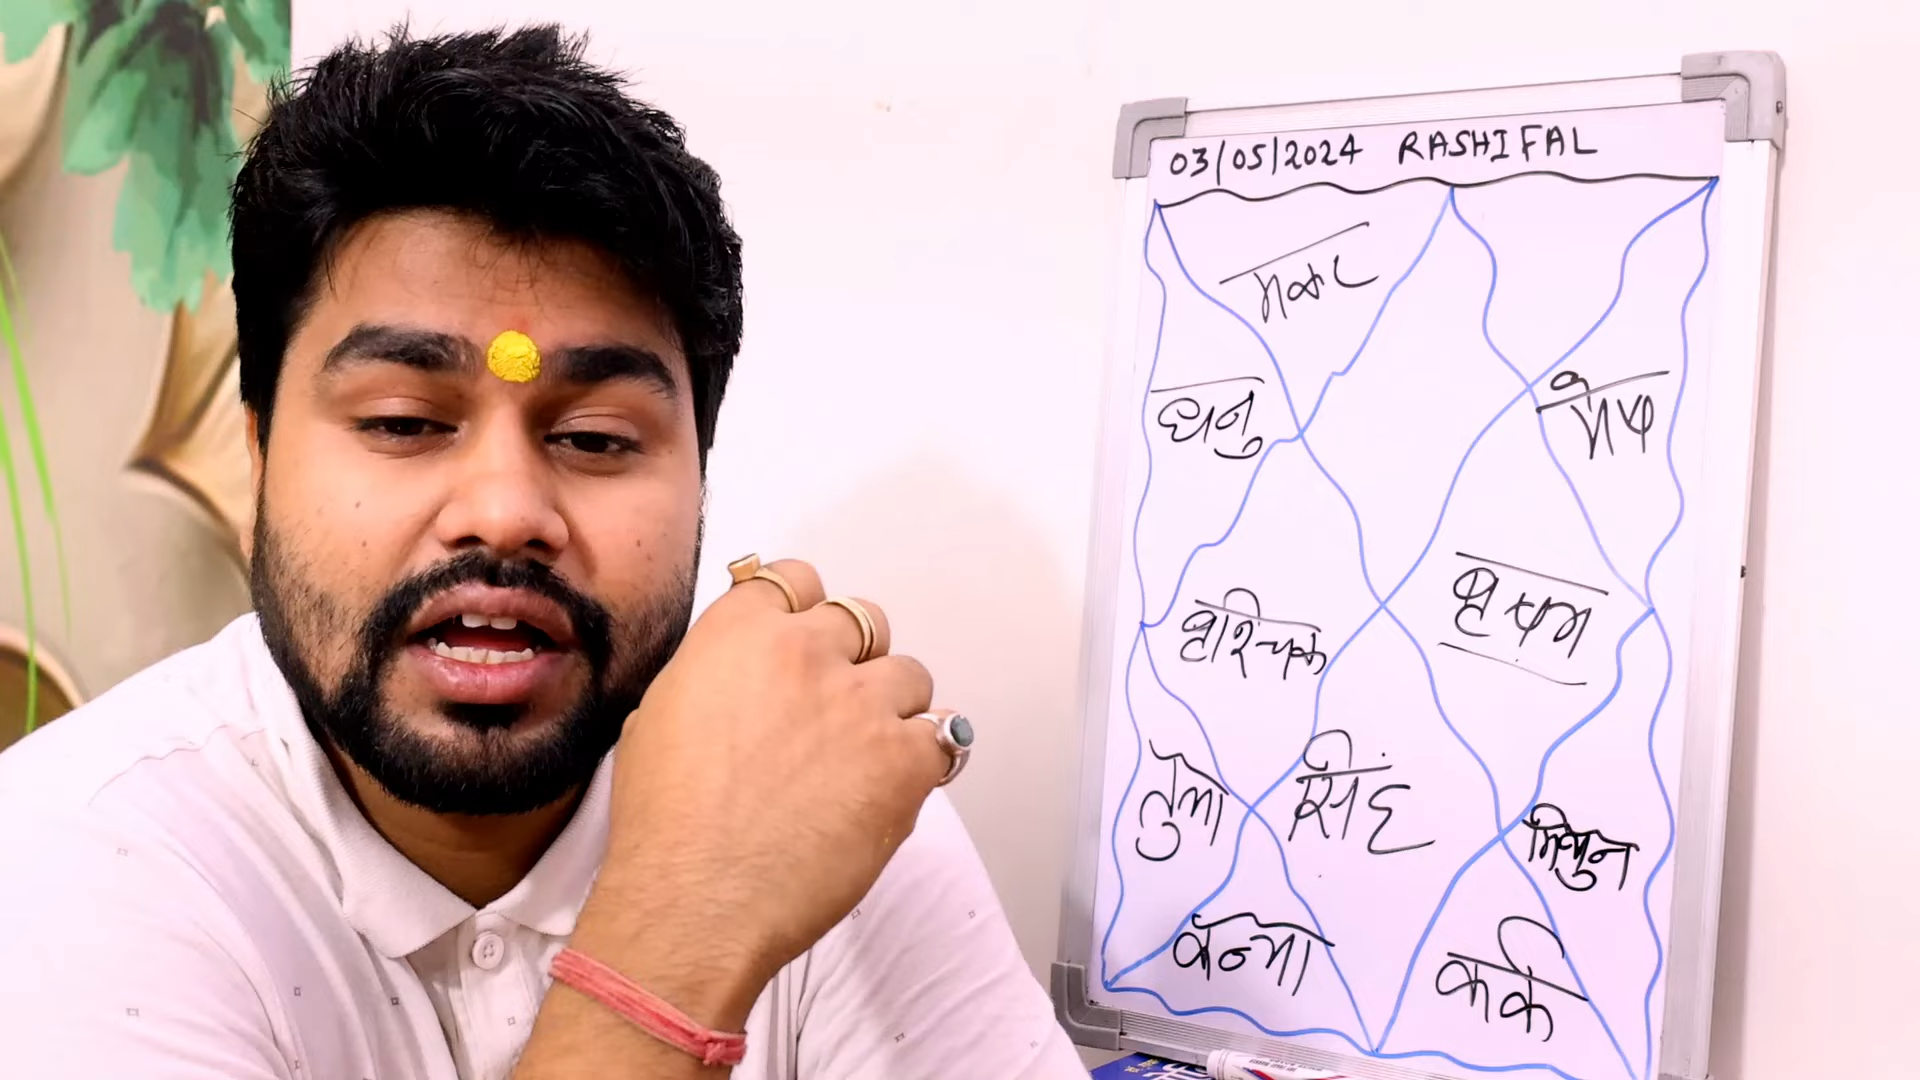 03/05/2024 RASHIFAL
मकर
धनु
मेष
वृषभ
वृश्चिक
तुला
सिंह
मिथुन
कन्या
कर्क